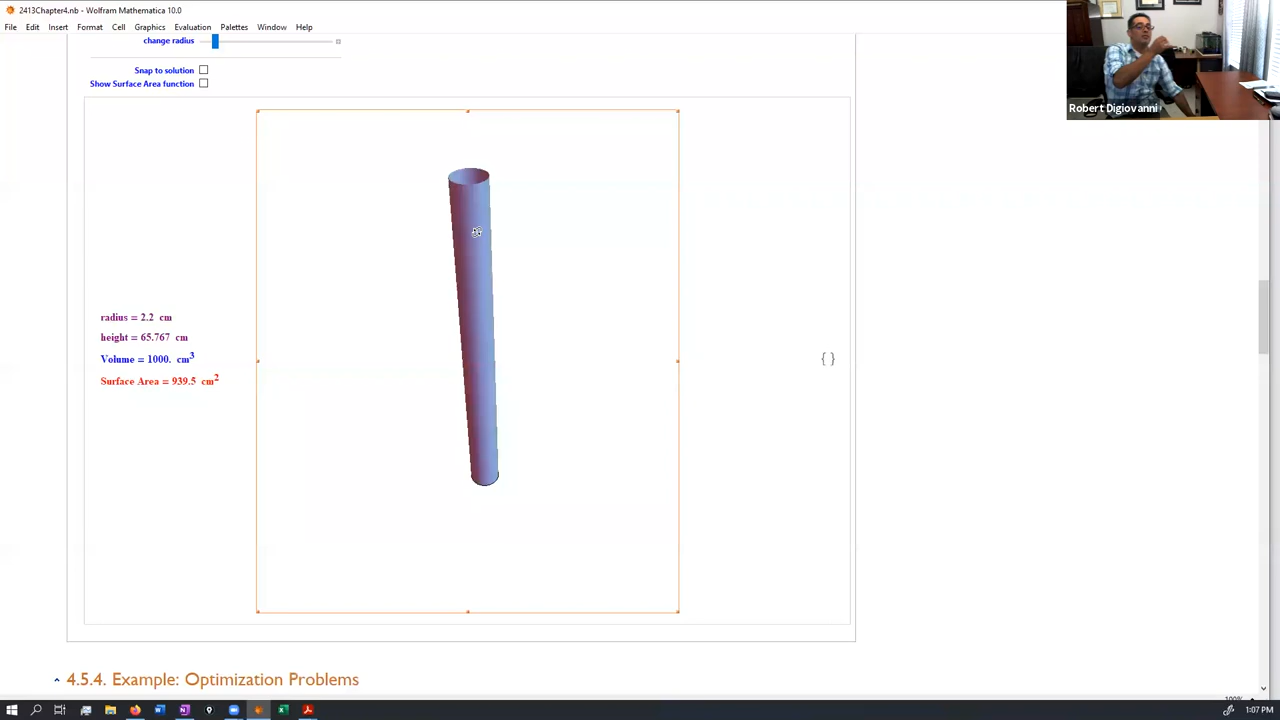 2413Chapter4.nb - Wolfram Mathematica 10.0
File Edit Insert Format Cell Graphics Evaluation Palettes Window Help
change radius
Snap to solution
Show Surface Area function
Robert Digiovanni
radius = 2.2 cm
height = 65.767 cm
Volume = 1000. cm³
Surface Area = 939.5 cm²
{ }
4.5.4. Example: Optimization Problems
100%
1:07 PM